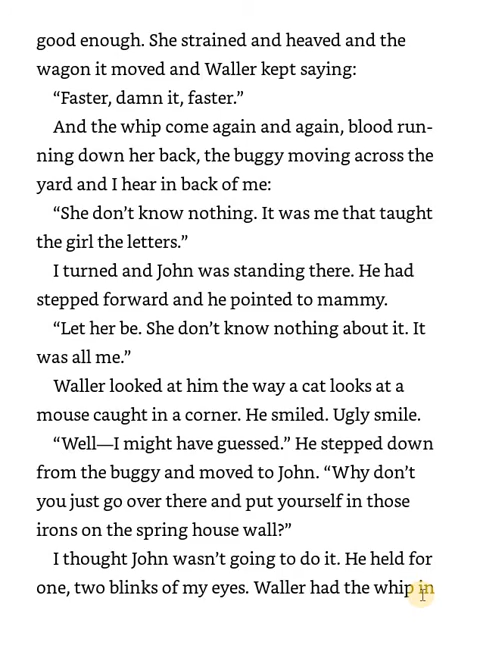 good enough. She strained and heaved and the
wagon it moved and Waller kept saying:
“Faster, damn it, faster.”
And the whip come again and again, blood run-
ning down her back, the buggy moving across the
yard and I hear in back of me:
“She don’t know nothing. It was me that taught
the girl the letters.”
I turned and John was standing there. He had
stepped forward and he pointed to mammy.
“Let her be. She don’t know nothing about it. It
was all me.”
Waller looked at him the way a cat looks at a
mouse caught in a corner. He smiled. Ugly smile.
“Well—I might have guessed.” He stepped down
from the buggy and moved to John. “Why don’t
you just go over there and put yourself in those
irons on the spring house wall?”
I thought John wasn’t going to do it. He held for
one, two blinks of my eyes. Waller had the whip in